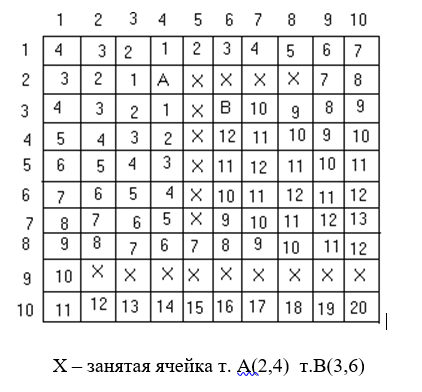 1 2 3 4 5 6 7 8 9 10
1 4 3 2 1 2 3 4 5 6 7
2 3 2 1 A X X X X 7 8
3 4 3 2 1 X B 10 9 8 9
4 5 4 3 2 X 12 11 10 9 10
5 6 5 4 3 X 11 12 11 10 11
6 7 6 5 4 X 10 11 12 11 12
7 8 7 6 5 X 9 10 11 12 13
8 9 8 7 6 7 8 9 10 11 12
9 10 X X X X X X X X X
10 11 12 13 14 15 16 17 18 19 20
X – занятая ячейка т. А(2,4) т.В(3,6)